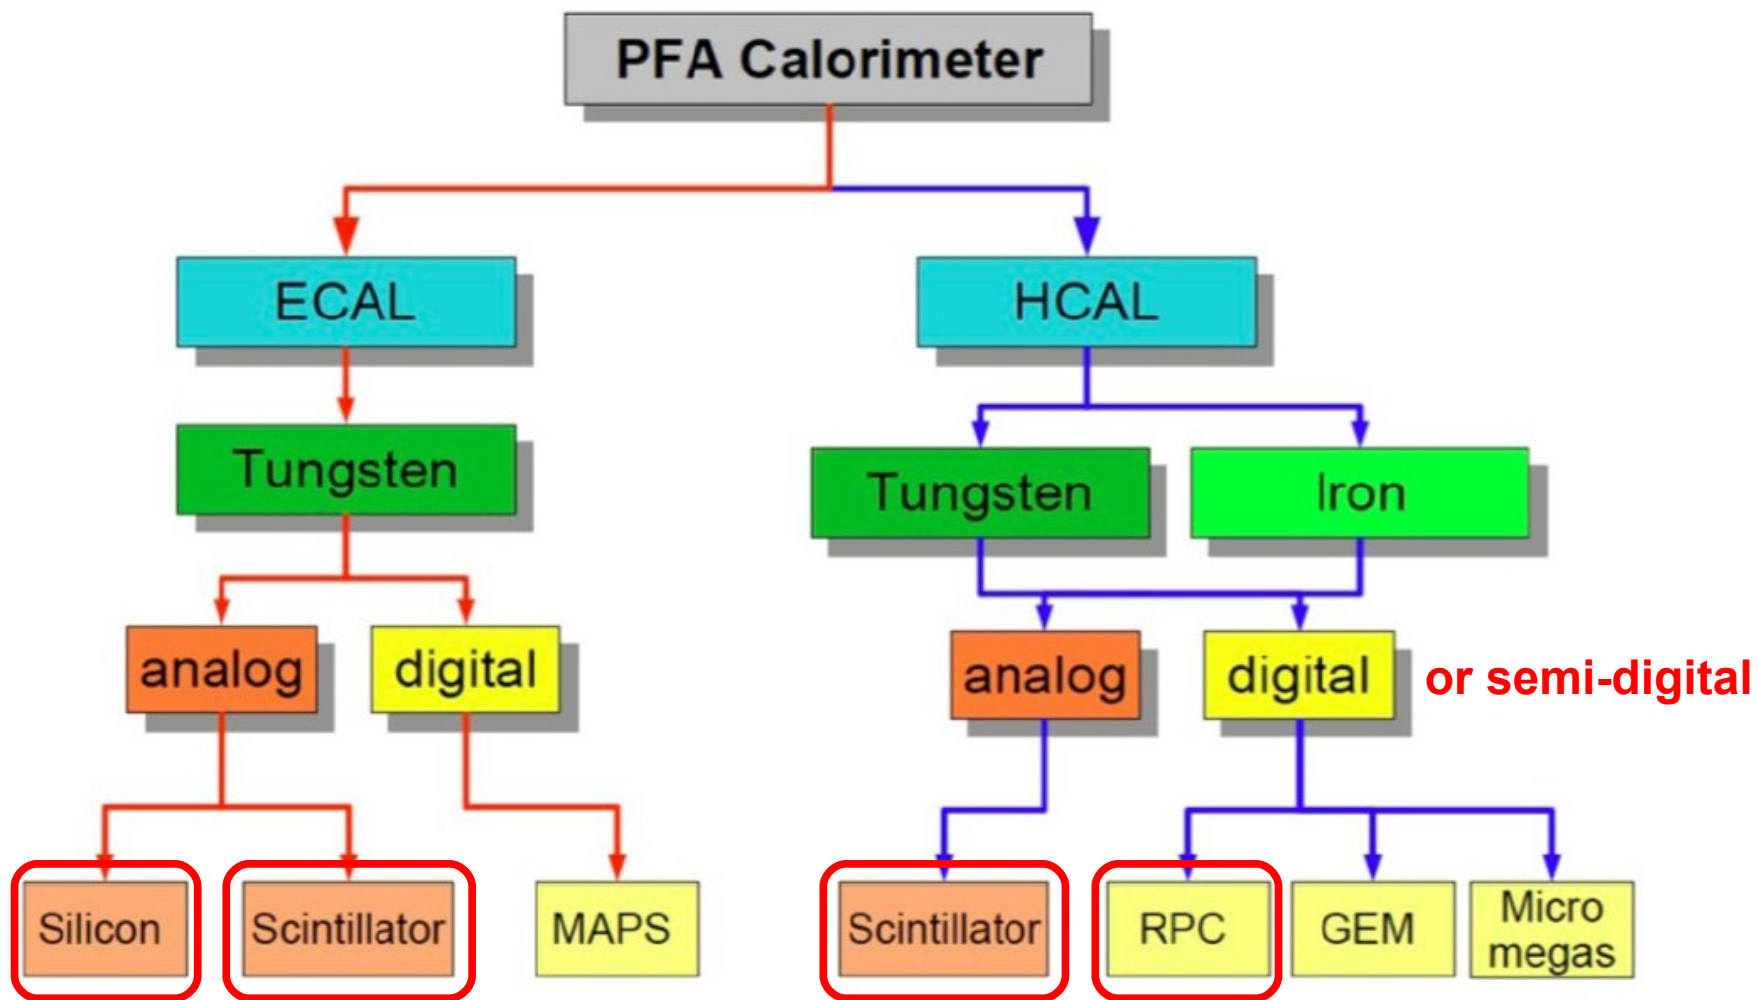 PFA Calorimeter
ECAL
HCAL
Tungsten
Tungsten
Iron
analog
digital
analog
digital
or semi-digital
Silicon
Scintillator
MAPS
Scintillator
RPC
GEM
Micro
megas